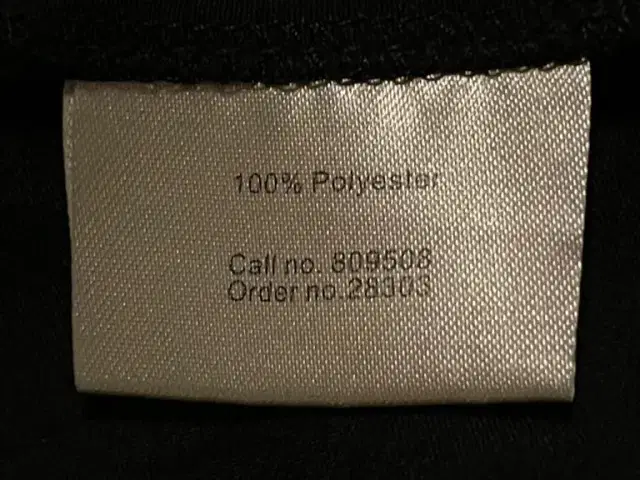 100% Polyester
Call no. 809508
Order no.28303